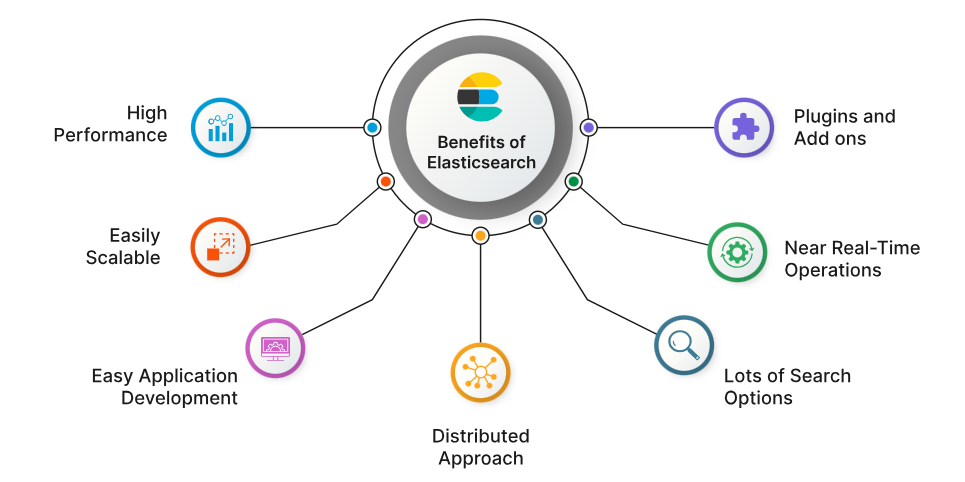 Benefits of
Elasticsearch
High
Performance
Easily
Scalable
Easy Application
Development
Distributed
Approach
Lots of Search
Options
Near Real-Time
Operations
Plugins and
Add ons